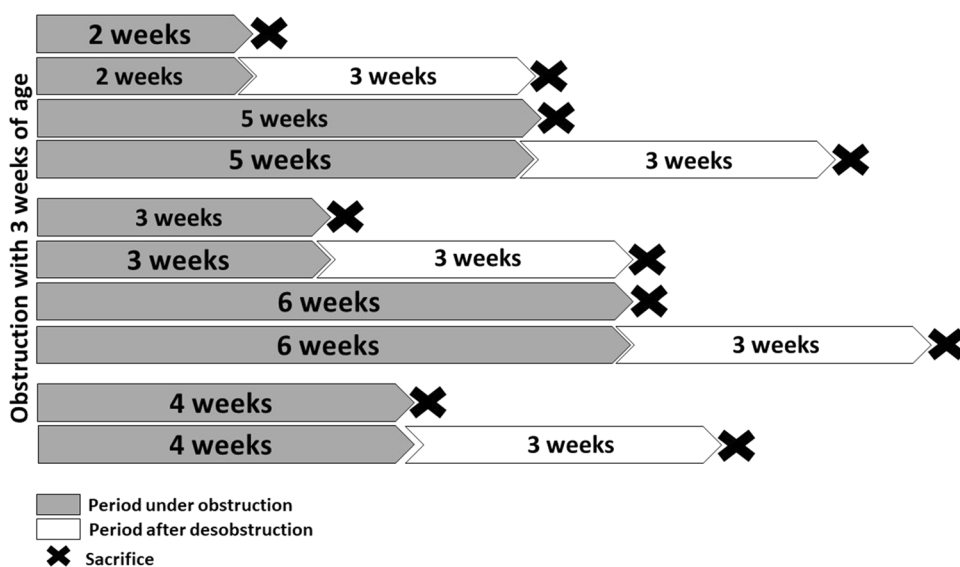 Obstruction with 3 weeks of age
2 weeks
2 weeks 3 weeks
5 weeks
5 weeks 3 weeks
3 weeks
3 weeks 3 weeks
6 weeks
6 weeks 3 weeks
4 weeks
4 weeks 3 weeks
Period under obstruction
Period after desobstruction
Sacrifice